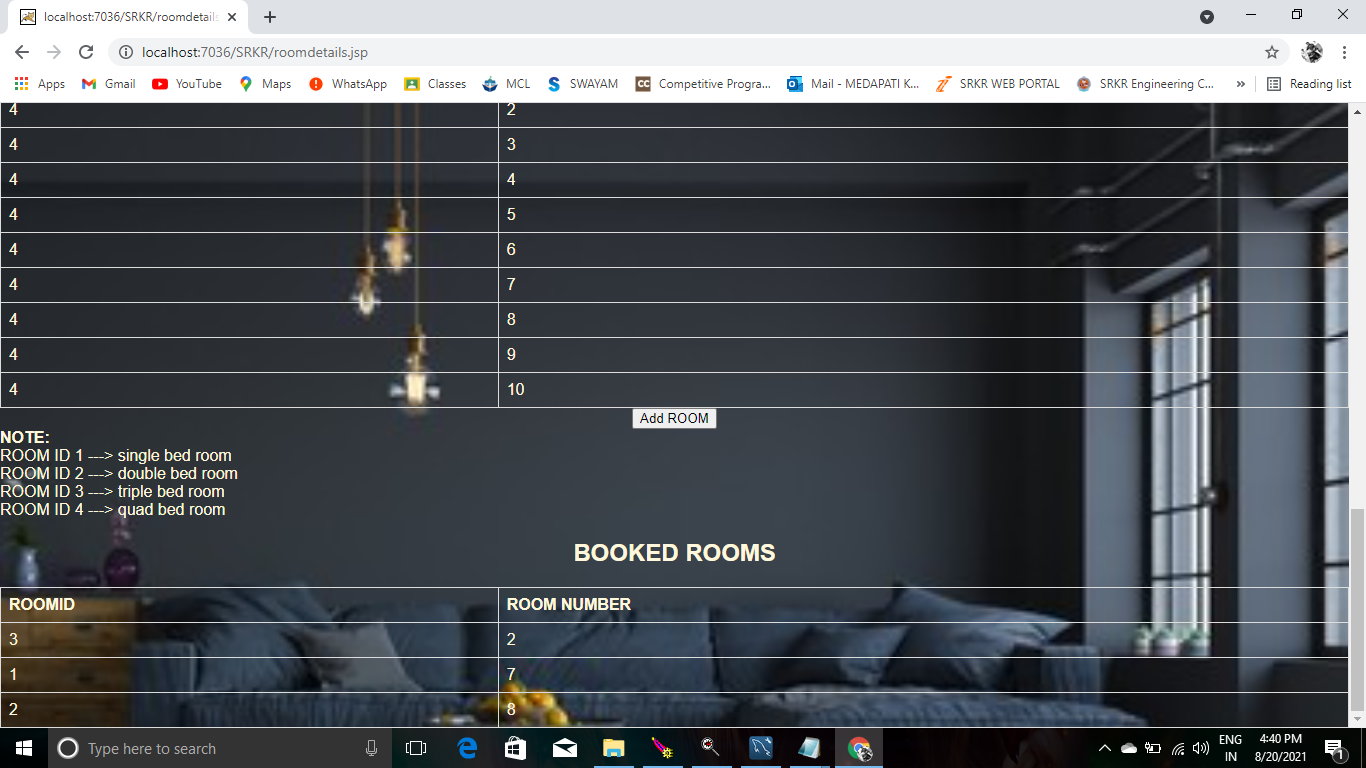 localhost:7036/SRKR/roomdetails
localhost:7036/SRKR/roomdetails.jsp
Apps Gmail YouTube Maps WhatsApp Classes MCL SWAYAM CC Competitive Progra... Mail - MEDAPATI K... SRKR WEB PORTAL SRKR Engineering C... » Reading list
4 2
4 3
4 4
4 5
4 6
4 7
4 8
4 9
4 10
Add ROOM
NOTE:
ROOM ID 1 ---> single bed room
ROOM ID 2 ---> double bed room
ROOM ID 3 ---> triple bed room
ROOM ID 4 ---> quad bed room
BOOKED ROOMS
ROOMID ROOM NUMBER
3 2
1 7
2 8
Type here to search
ENG 4:40 PM
IN 8/20/2021 1